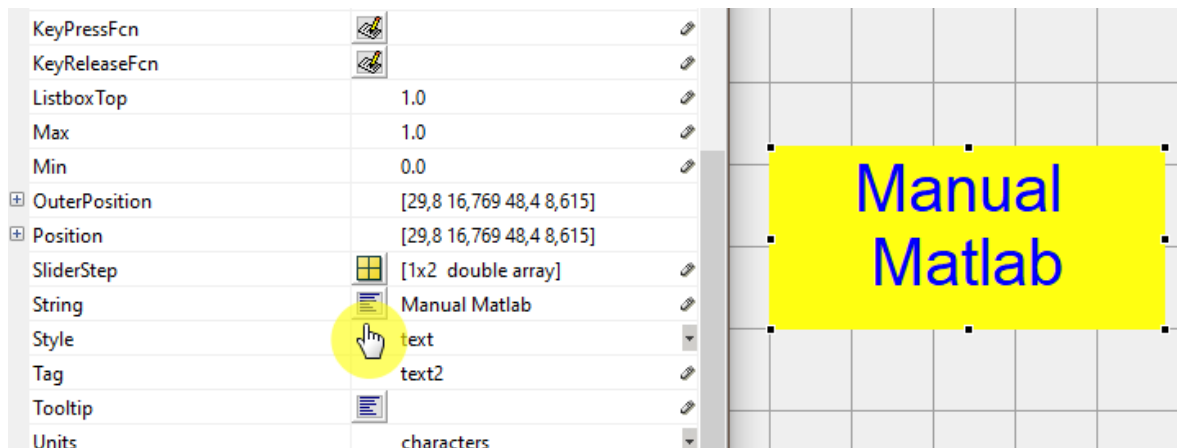 KeyPressFcn
KeyReleaseFcn
ListboxTop 1.0
Max 1.0
Min 0.0
OuterPosition [29,8 16,769 48,4 8,615]
Position [29,8 16,769 48,4 8,615]
SliderStep [1x2 double array]
String Manual Matlab
Style text
Tag text2
Tooltip
Units characters
Manual
Matlab